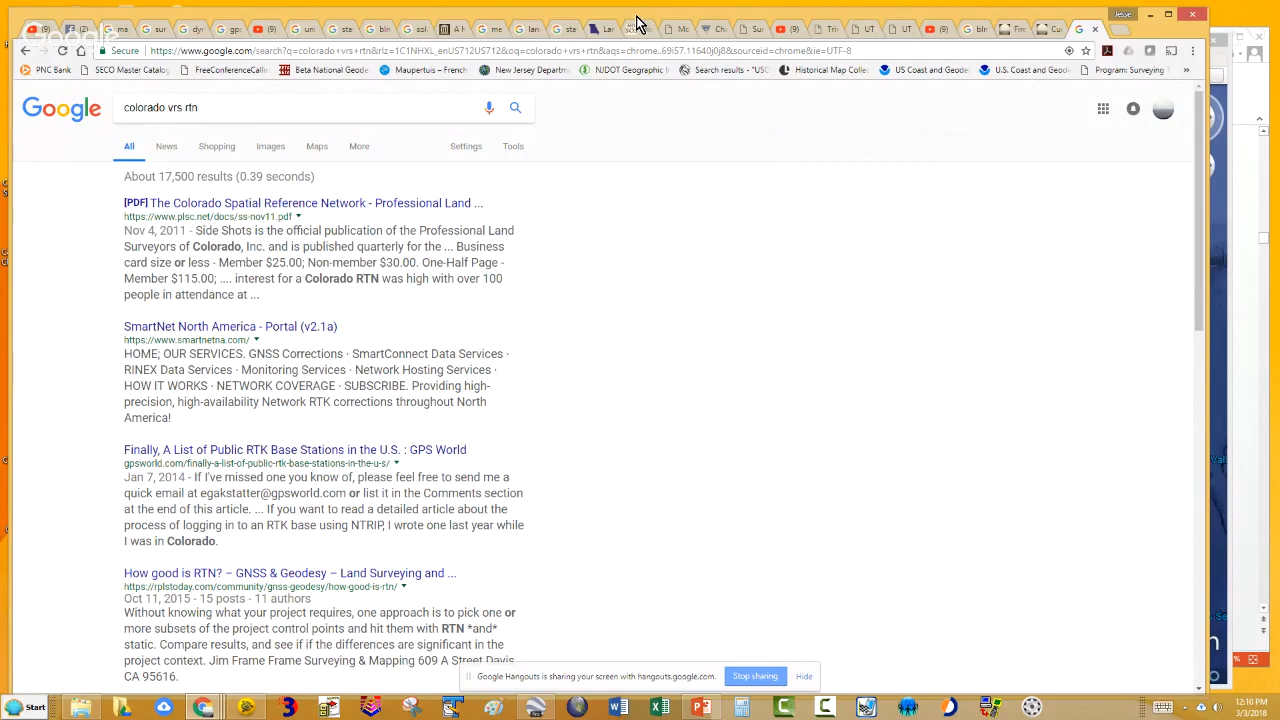 Jesse
Secure
https://www.google.com/search?q=colorado+vrs+rtn&rlz=
sourceid=chrome&ie=UTF-8
PNC Bank
SECO Master Catalog
FreeConferenceCalling
Beta National Geodet
Maupertuis – French
New Jersey Departme
NJDOT Geographic I
Search results - "USC
Historical Map Collec
US Coast and Geode
U.S. Coast and Geod
Program: Surveying T
»
Google
colorado vrs rtn
All
News
Shopping
Images
Maps
More
Settings
Tools
About 17,500 results (0.39 seconds)
[PDF] The Colorado Spatial Reference Network - Professional Land ...
https://www.plsc.net/docs/ss-nov11.pdf
Nov 4, 2011 - Side Shots is the official publication of the Professional Land
Surveyors of Colorado, Inc. and is published quarterly for the ... Business
card size or less - Member $25.00; Non-member $30.00. One-Half Page -
Member $115.00; .... interest for a Colorado RTN was high with over 100
people in attendance at ...
SmartNet North America - Portal (v2.1a)
https://www.smartnetna.com/
HOME; OUR SERVICES. GNSS Corrections · SmartConnect Data Services ·
RINEX Data Services · Monitoring Services · Network Hosting Services ·
HOW IT WORKS · NETWORK COVERAGE · SUBSCRIBE. Providing high-
precision, high-availability Network RTK corrections throughout North
America!
Finally, A List of Public RTK Base Stations in the U.S. : GPS World
gpsworld.com/finally-a-list-of-public-rtk-base-stations-in-the-u-s/
Jan 7, 2014 - If I've missed one you know of, please feel free to send me a
quick email at egakstatter@gpsworld.com or list it in the Comments section
at the end of this article. ... If you want to read a detailed article about the
process of logging in to an RTK base using NTRIP, I wrote one last year while
I was in Colorado.
How good is RTN? – GNSS & Geodesy – Land Surveying and ...
https://rplstoday.com/community/gnss-geodesy/how-good-is-rtn/
Oct 11, 2015 - 15 posts - 11 authors
Without knowing what your project requires, one approach is to pick one or
more subsets of the project control points and hit them with RTN *and*
static. Compare results, and see if if the differences are significant in the
project context. Jim Frame Frame Surveying & Mapping 609 A Street Davis,
CA 95616.
Google Hangouts is sharing your screen with hangouts.google.com.
Stop sharing
Hide
Start
12:10 PM
3/3/2018